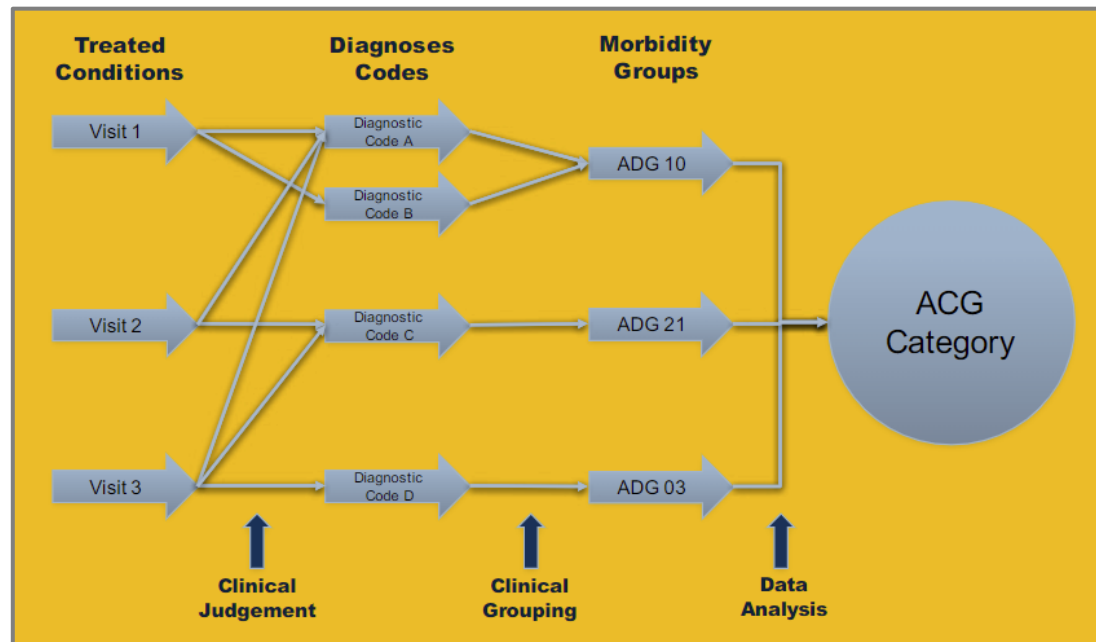 Treated
Conditions
Diagnoses
Codes
Morbidity
Groups
Visit 1
Diagnostic
Code A
Diagnostic
Code B
ADG 10
Visit 2
Diagnostic
Code C
ADG 21
ACG
Category
Visit 3
Diagnostic
Code D
ADG 03
Clinical
Judgement
Clinical
Grouping
Data
Analysis